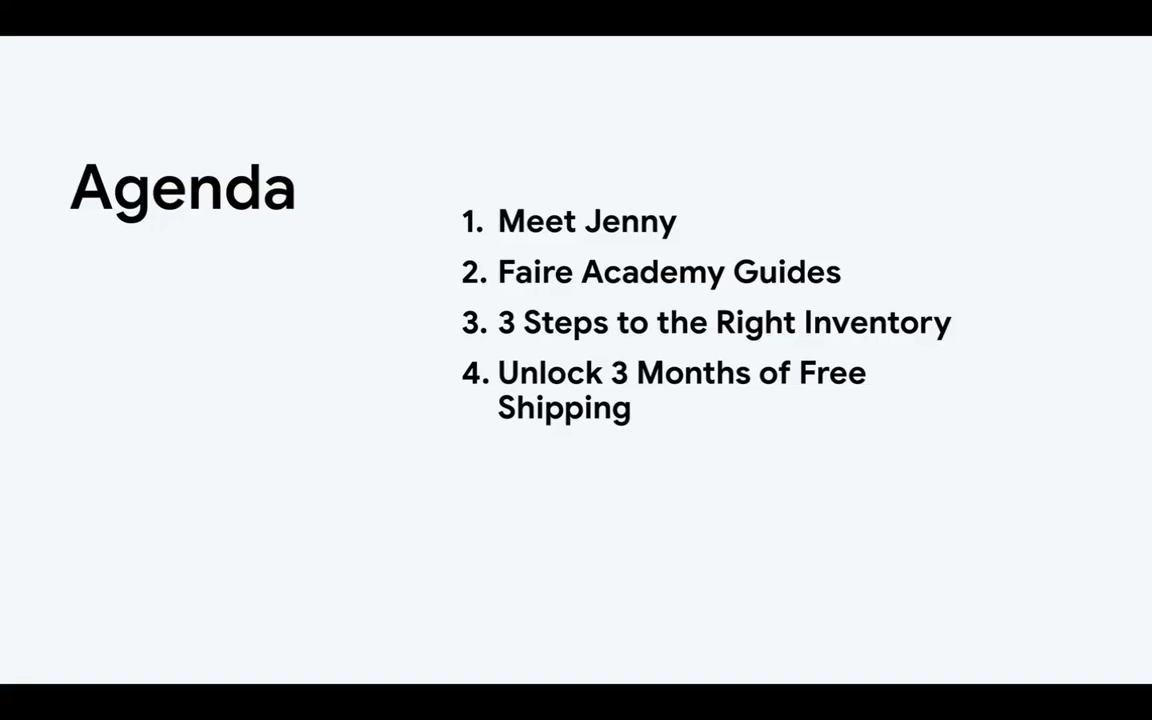 Agenda
1. Meet Jenny
2. Faire Academy Guides
3. 3 Steps to the Right Inventory
4. Unlock 3 Months of Free
Shipping